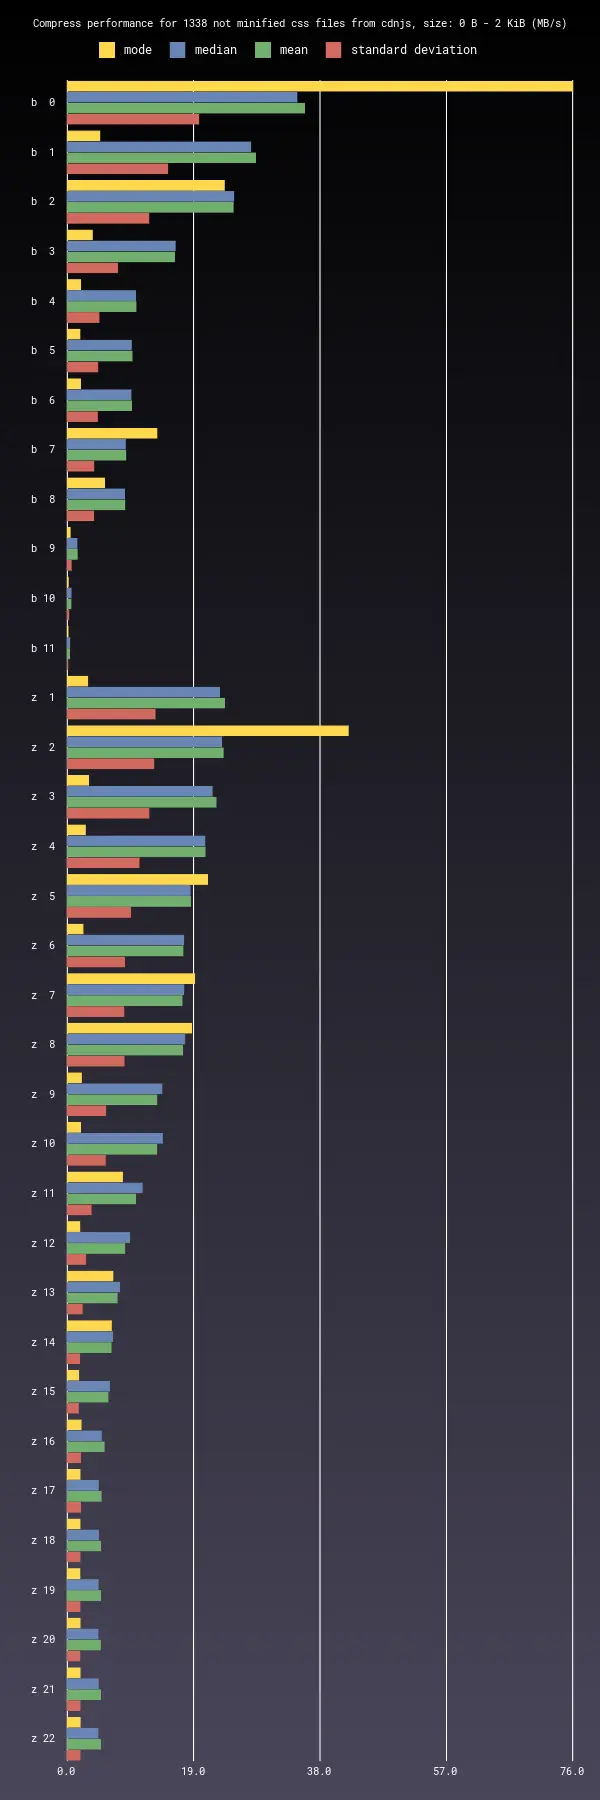 Compress performance for 1338 not minified css files from cdnjs, size: 0 B - 2 KiB (MB/s)
mode median mean standard deviation
b 0
b 1
b 2
b 3
b 4
b 5
b 6
b 7
b 8
b 9
b 10
b 11
z 1
z 2
z 3
z 4
z 5
z 6
z 7
z 8
z 9
z 10
z 11
z 12
z 13
z 14
z 15
z 16
z 17
z 18
z 19
z 20
z 21
z 22
0.0 19.0 38.0 57.0 76.0